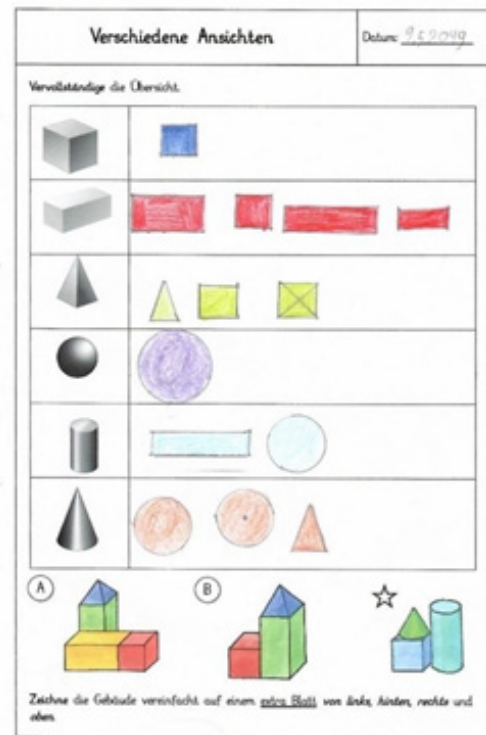 Verschiedene Ansichten
Datum: 9.5.2019
Vervollständige die Übersicht.
A
B
Zeichne die Gebäude vereinfacht auf einem extra Blatt von links, hinten, rechts und
oben.